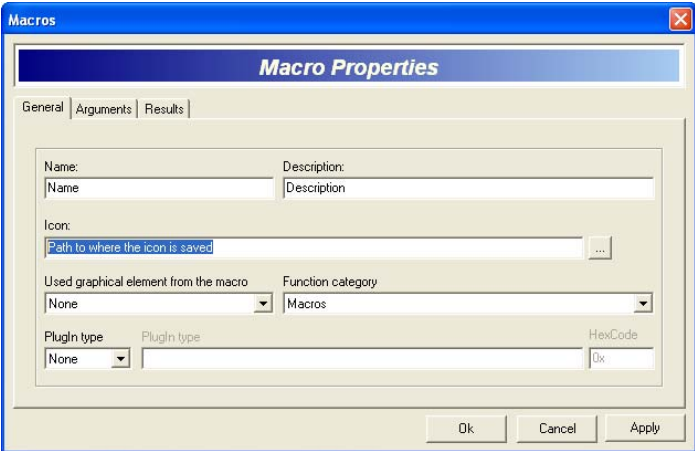 Macros
Macro Properties
General Arguments Results
Name: Description:
Name Description
Icon:
Path to where the icon is saved ...
Used graphical element from the macro Function category
None Macros
PlugIn type PlugIn type HexCode
None 0x
Ok Cancel Apply